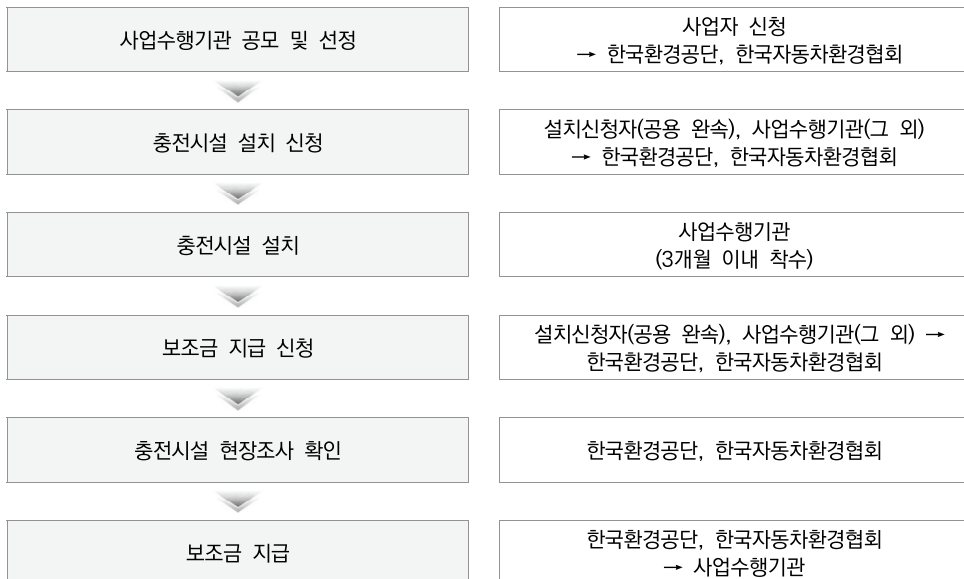 사업수행기관 공모 및 선정
사업자 신청
→ 한국환경공단, 한국자동차환경협회
충전시설 설치 신청
설치신청자(공용 완속), 사업수행기관(그 외)
→ 한국환경공단, 한국자동차환경협회
충전시설 설치
사업수행기관
(3개월 이내 착수)
보조금 지급 신청
설치신청자(공용 완속), 사업수행기관(그 외) →
한국환경공단, 한국자동차환경협회
충전시설 현장조사 확인
한국환경공단, 한국자동차환경협회
보조금 지급
한국환경공단, 한국자동차환경협회
→ 사업수행기관